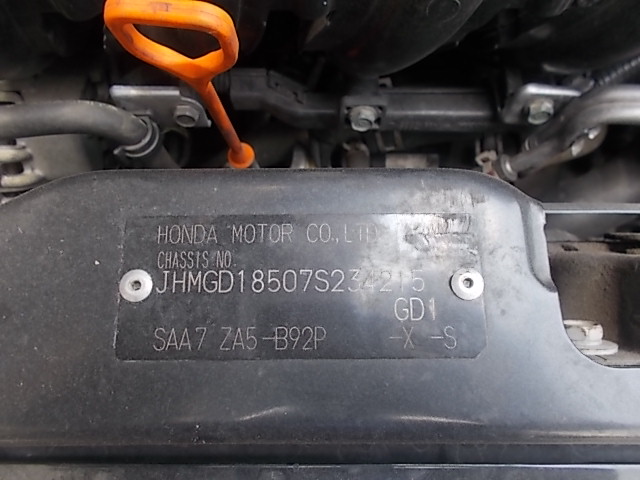 HONDA MOTOR CO.,LTD
CHASSIS NO.
JHMGD18507S234215
GD1
SAA7 ZA5-B92P -X -S